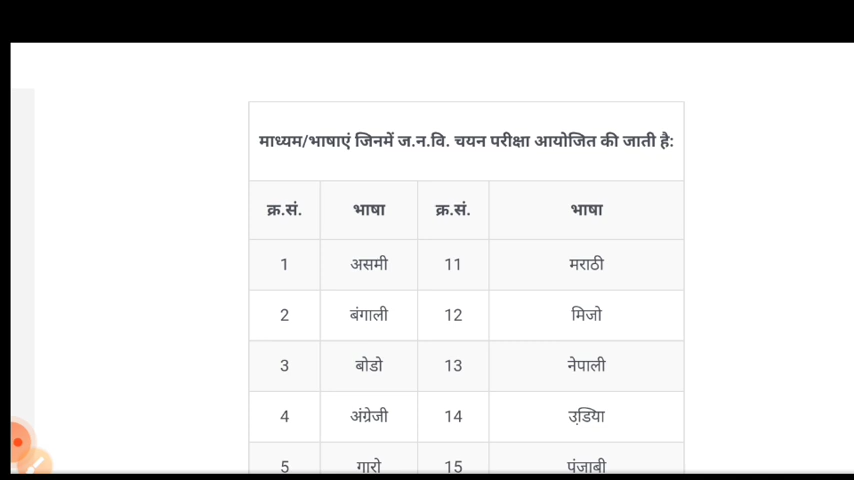 माध्यम/भाषाएं जिनमें ज.न.वि. चयन परीक्षा आयोजित की जाती है:
क्र.सं. भाषा क्र.सं. भाषा
1 असमी 11 मराठी
2 बंगाली 12 मिजो
3 बोडो 13 नेपाली
4 अंग्रेजी 14 उडि़या
5 गारो 15 पंजाबी